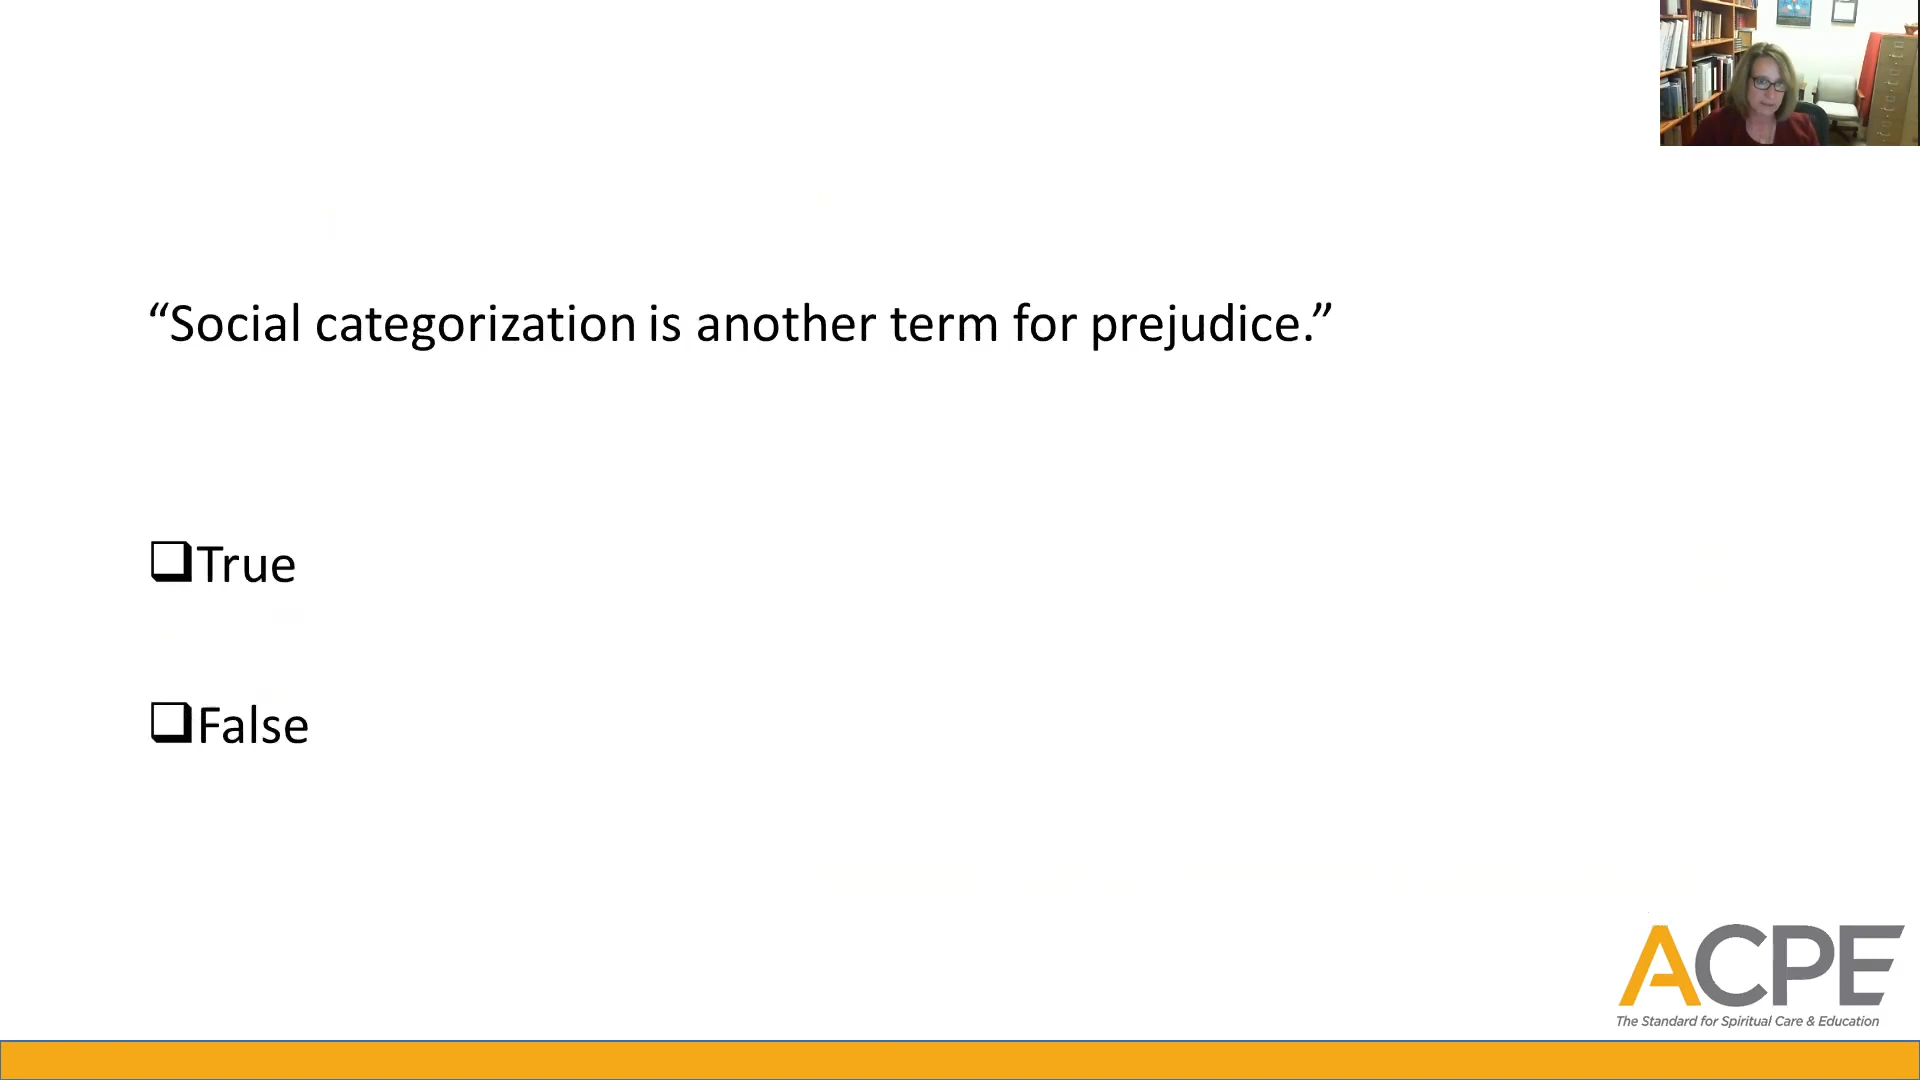 “Social categorization is another term for prejudice.”
True
False
ACPE
The Standard for Spiritual Care & Education